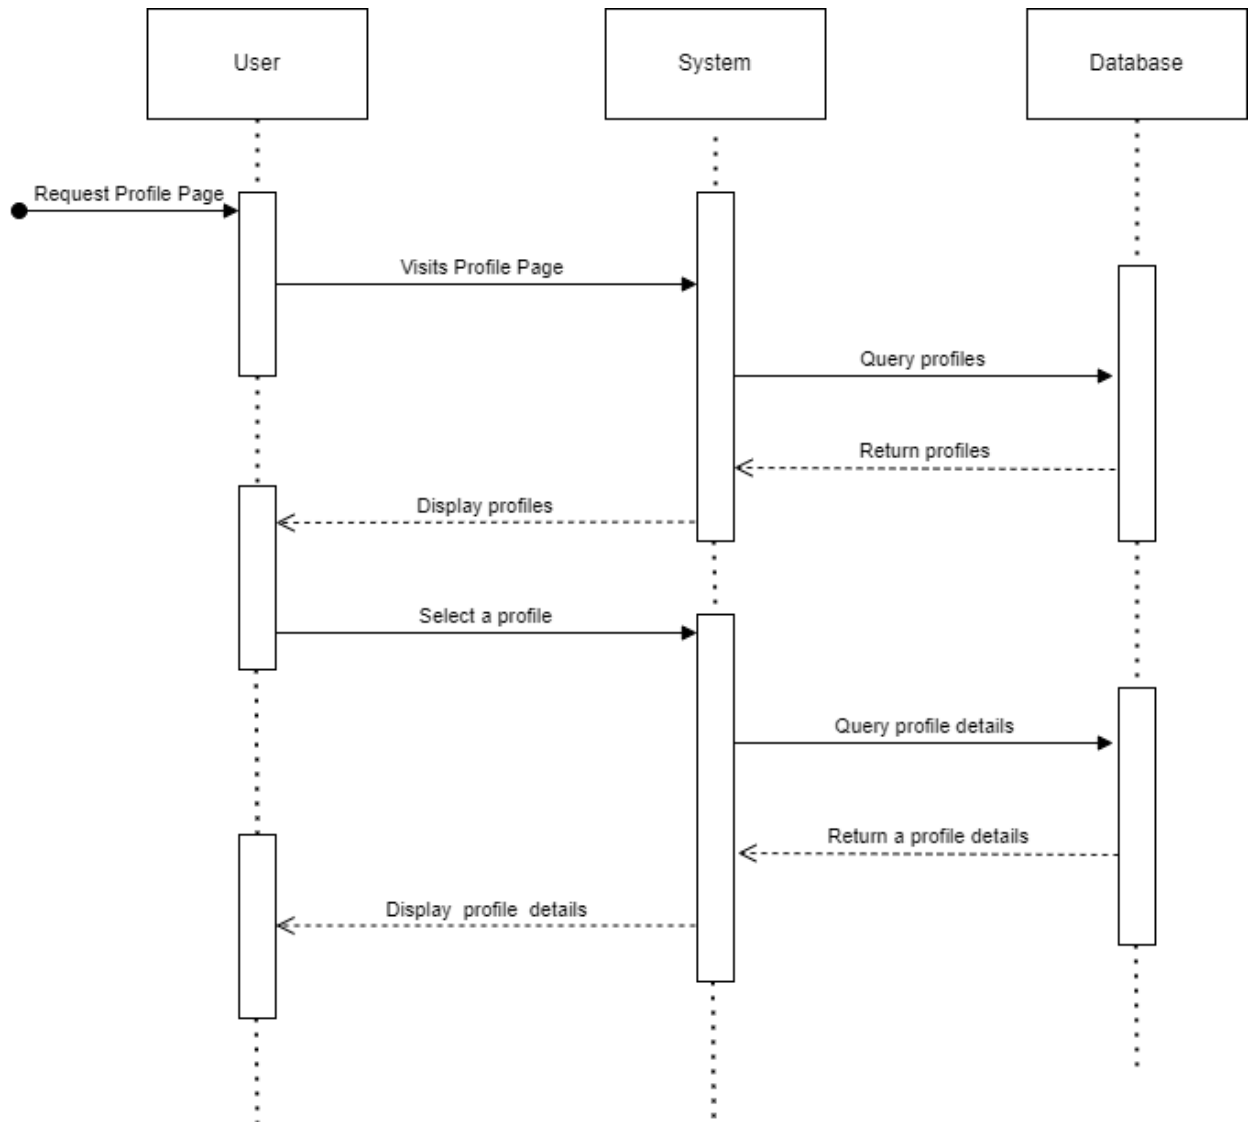 User
System
Database
Request Profile Page
Visits Profile Page
Query profiles
Return profiles
Display profiles
Select a profile
Query profile details
Return a profile details
Display profile details